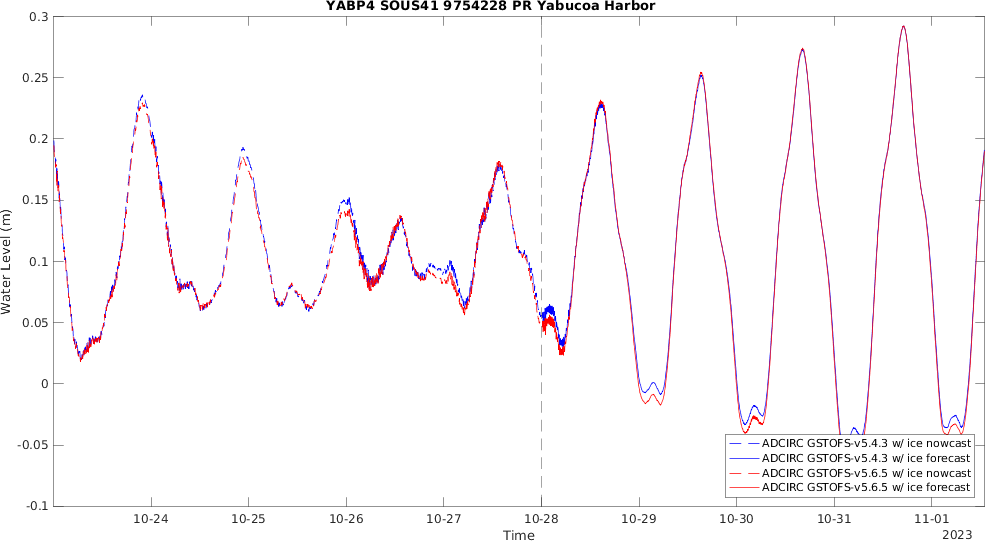 YABP4 SOUS41 9754228 PR Yabucoa Harbor
0.3
0.25
0.2
0.15
0.1
0.05
0
-0.05
-0.1
Water Level (m)
10-24 10-25 10-26 10-27 10-28 10-29 10-30 10-31 11-01
Time
2023
ADCIRC GSTOFS-v5.4.3 w/ ice nowcast
ADCIRC GSTOFS-v5.4.3 w/ ice forecast
ADCIRC GSTOFS-v5.6.5 w/ ice nowcast
ADCIRC GSTOFS-v5.6.5 w/ ice forecast